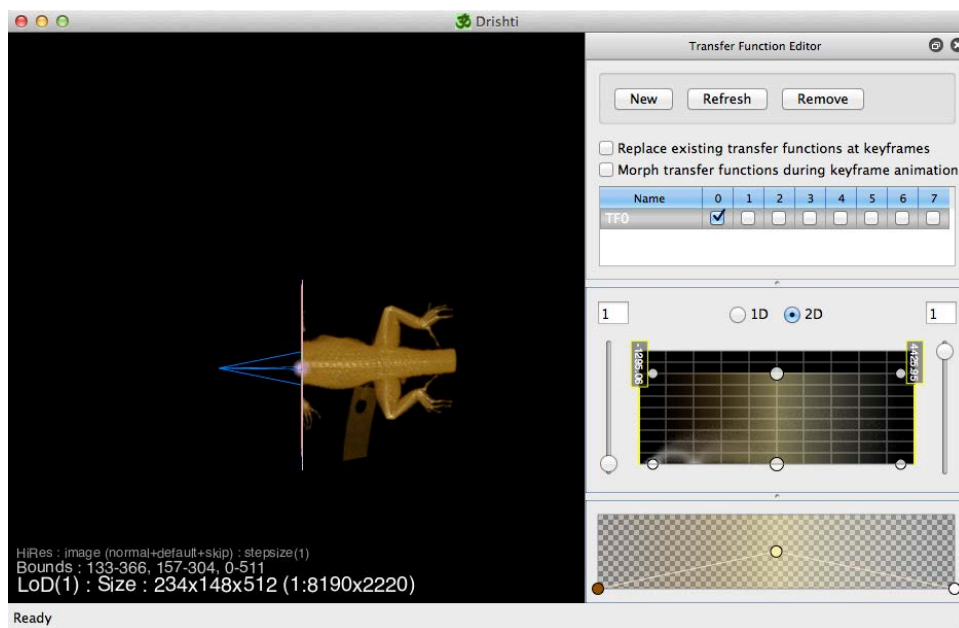 Drishti
Transfer Function Editor
New Refresh Remove
Replace existing transfer functions at keyframes
Morph transfer functions during keyframe animation
Name 0 1 2 3 4 5 6 7
TF0
1 1D 2D 1
-1295.06 4425.95
HiRes : image (normal+default+skip) : stepsize(1)
Bounds : 133-366, 157-304, 0-511
LoD(1) : Size : 234x148x512 (1:8190x2220)
Ready